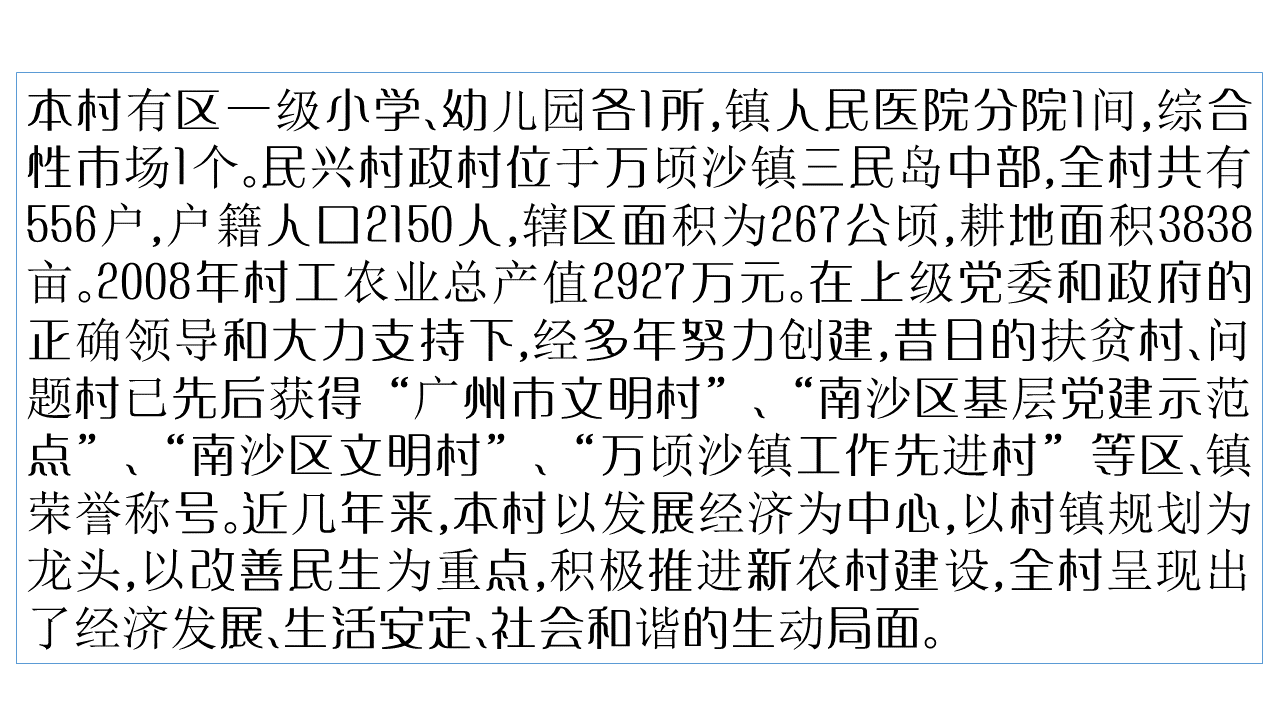 本村有区一级小学、幼儿园各1所,镇人民医院分院1间,综合
性市场1个。民兴村政村位于万顷沙镇三民岛中部,全村共有
556户,户籍人口2150人,辖区面积为267公顷,耕地面积3838
亩。2008年村工农业总产值2927万元。在上级党委和政府的
正确领导和大力支持下,经多年努力创建,昔日的扶贫村、问
题村已先后获得“广州市文明村”、“南沙区基层党建示范
点”、“南沙区文明村”、“万顷沙镇工作先进村”等区、镇
荣誉称号。近几年来,本村以发展经济为中心,以村镇规划为
龙头,以改善民生为重点,积极推进新农村建设,全村呈现出
了经济发展、生活安定、社会和谐的生动局面。